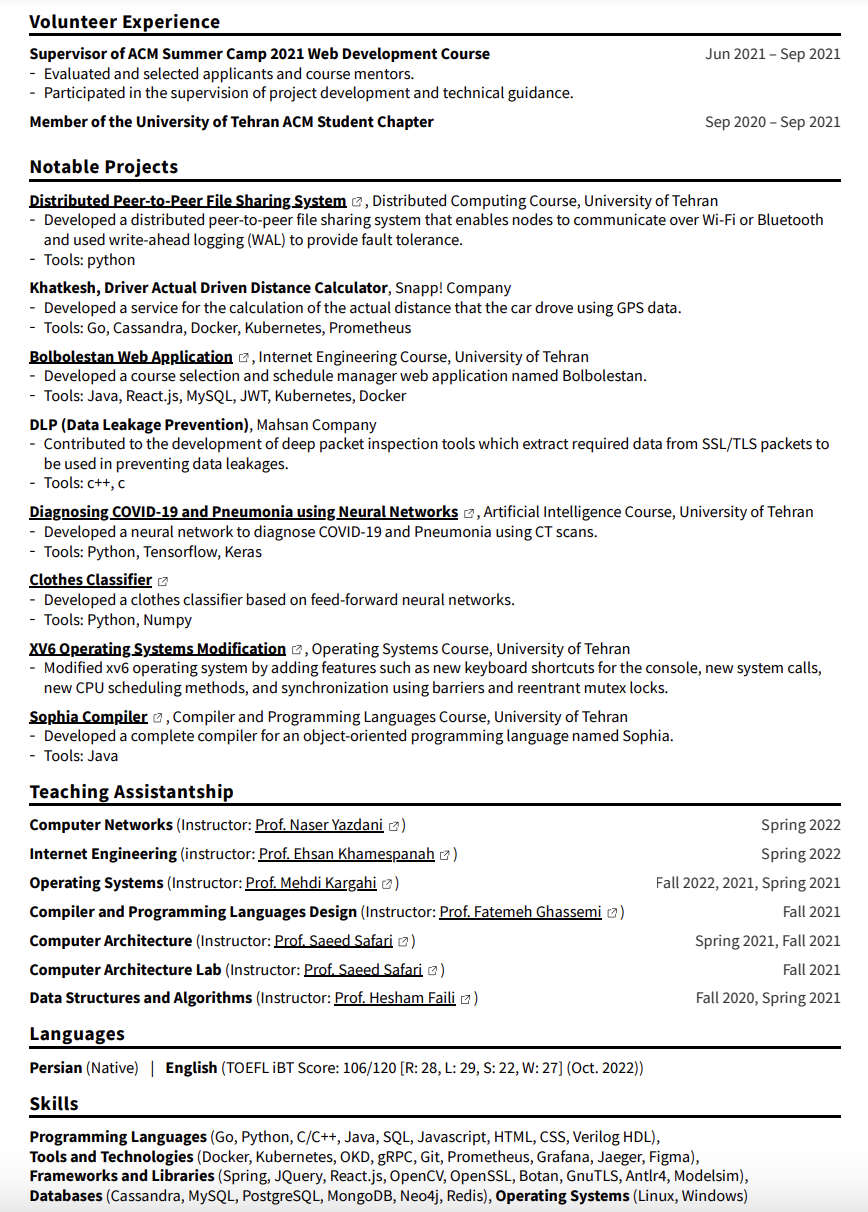 Volunteer Experience
Supervisor of ACM Summer Camp 2021 Web Development Course Jun 2021 – Sep 2021
- Evaluated and selected applicants and course mentors.
- Participated in the supervision of project development and technical guidance.
Member of the University of Tehran ACM Student Chapter Sep 2020 – Sep 2021
Notable Projects
Distributed Peer-to-Peer File Sharing System , Distributed Computing Course, University of Tehran
- Developed a distributed peer-to-peer file sharing system that enables nodes to communicate over Wi-Fi or Bluetooth
and used write-ahead logging (WAL) to provide fault tolerance.
- Tools: python
Khatkesh, Driver Actual Driven Distance Calculator, Snapp! Company
- Developed a service for the calculation of the actual distance that the car drove using GPS data.
- Tools: Go, Cassandra, Docker, Kubernetes, Prometheus
Bolbolestan Web Application , Internet Engineering Course, University of Tehran
- Developed a course selection and schedule manager web application named Bolbolestan.
- Tools: Java, React.js, MySQL, JWT, Kubernetes, Docker
DLP (Data Leakage Prevention), Mahsan Company
- Contributed to the development of deep packet inspection tools which extract required data from SSL/TLS packets to
be used in preventing data leakages.
- Tools: c++, c
Diagnosing COVID-19 and Pneumonia using Neural Networks , Artificial Intelligence Course, University of Tehran
- Developed a neural network to diagnose COVID-19 and Pneumonia using CT scans.
- Tools: Python, Tensorflow, Keras
Clothes Classifier
- Developed a clothes classifier based on feed-forward neural networks.
- Tools: Python, Numpy
XV6 Operating Systems Modification , Operating Systems Course, University of Tehran
- Modified xv6 operating system by adding features such as new keyboard shortcuts for the console, new system calls,
new CPU scheduling methods, and synchronization using barriers and reentrant mutex locks.
Sophia Compiler , Compiler and Programming Languages Course, University of Tehran
- Developed a complete compiler for an object-oriented programming language named Sophia.
- Tools: Java
Teaching Assistantship
Computer Networks (Instructor: Prof. Naser Yazdani ) Spring 2022
Internet Engineering (instructor: Prof. Ehsan Khamespanah ) Spring 2022
Operating Systems (Instructor: Prof. Mehdi Kargahi ) Fall 2022, 2021, Spring 2021
Compiler and Programming Languages Design (Instructor: Prof. Fatemeh Ghassemi ) Fall 2021
Computer Architecture (Instructor: Prof. Saeed Safari ) Spring 2021, Fall 2021
Computer Architecture Lab (Instructor: Prof. Saeed Safari ) Fall 2021
Data Structures and Algorithms (Instructor: Prof. Hesham Faili ) Fall 2020, Spring 2021
Languages
Persian (Native) | English (TOEFL iBT Score: 106/120 [R: 28, L: 29, S: 22, W: 27] (Oct. 2022))
Skills
Programming Languages (Go, Python, C/C++, Java, SQL, Javascript, HTML, CSS, Verilog HDL),
Tools and Technologies (Docker, Kubernetes, OKD, gRPC, Git, Prometheus, Grafana, Jaeger, Figma),
Frameworks and Libraries (Spring, JQuery, React.js, OpenCV, OpenSSL, Botan, GnuTLS, Antlr4, Modelsim),
Databases (Cassandra, MySQL, PostgreSQL, MongoDB, Neo4j, Redis), Operating Systems (Linux, Windows)